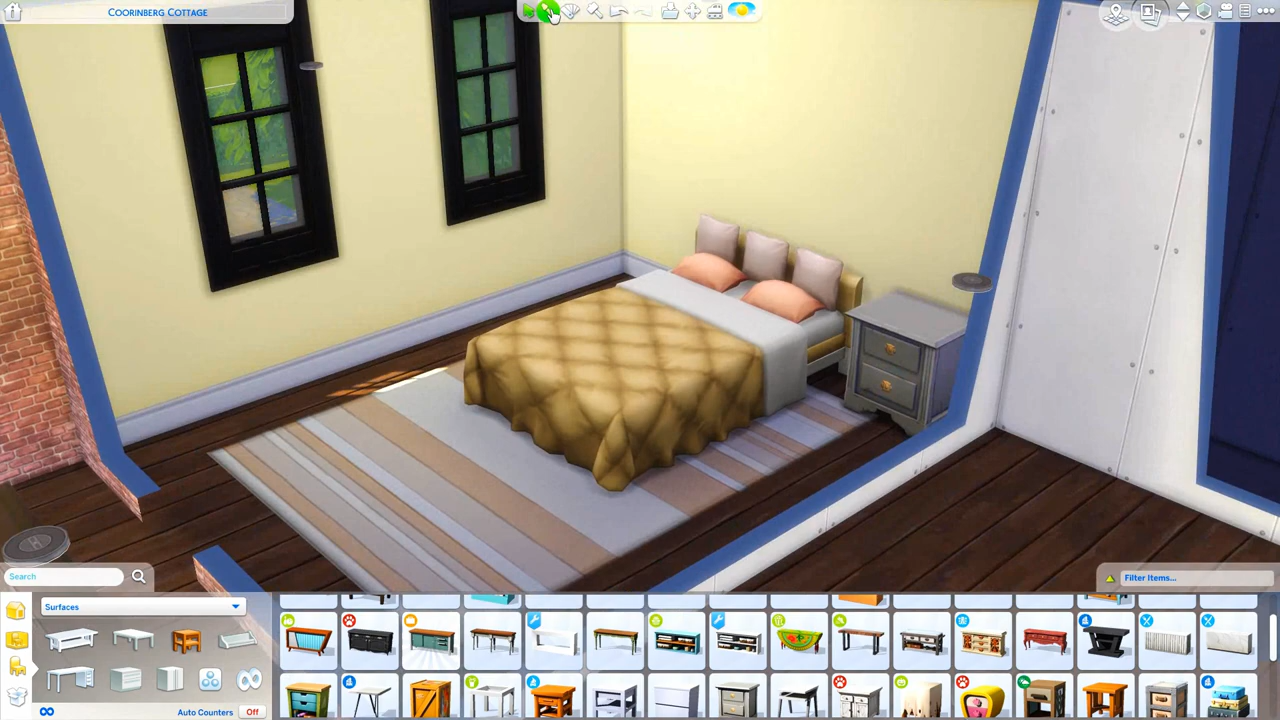 Coorinberg Cottage
Search
Filter Items...
Surfaces
Auto Counters Off